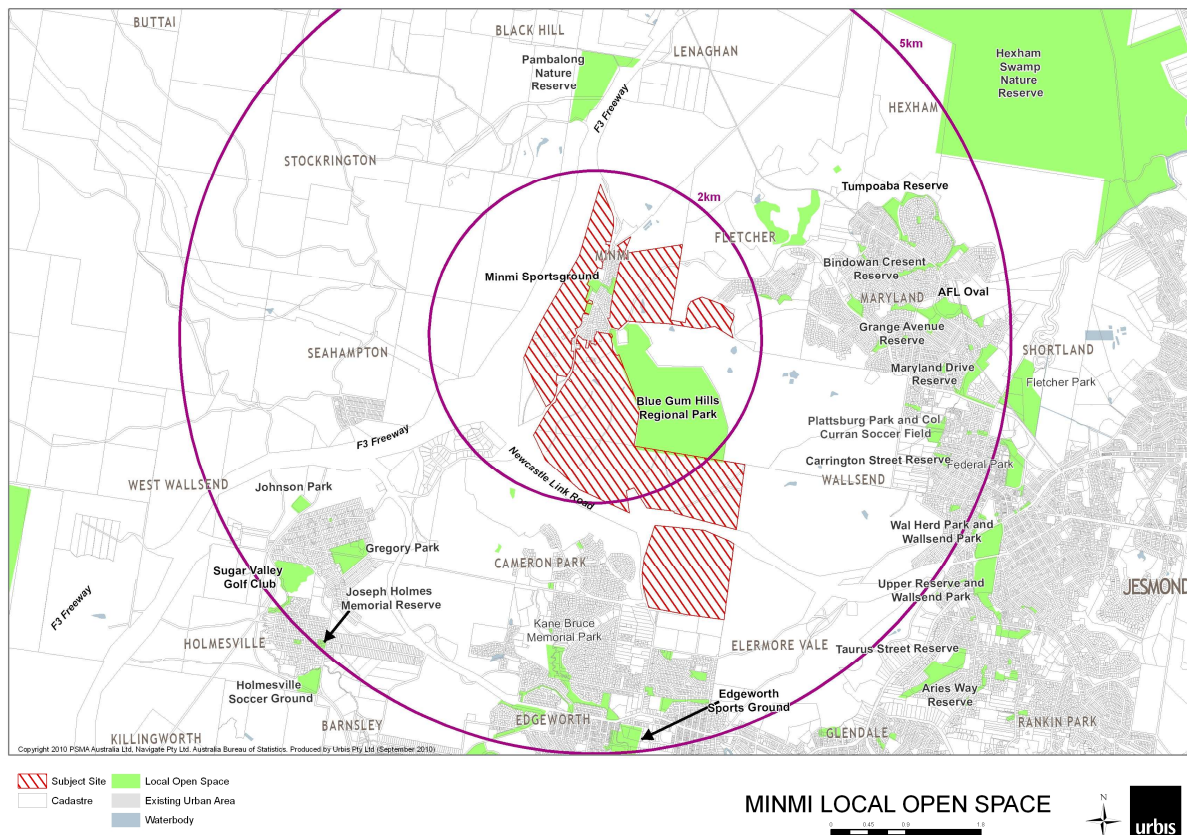 BUTTAI
BLACK HILL
LENAGHAN
5km
Pambalong
Nature
Reserve
Hexham
Swamp
Nature
Reserve
F3 Freeway
HEXHAM
STOCKRINGTON
Tumpoaba Reserve
2km
FLETCHER
MINMI
Minmi Sportsground
Bindowan Cresent
Reserve
MARYLAND
AFL Oval
Grange Avenue
Reserve
SEAHAMPTON
SHORTLAND
Maryland Drive
Reserve
Fletcher Park
Blue Gum Hills
Regional Park
Plattsburg Park and Col
Curran Soccer Field
F3 Freeway
Carrington Street Reserve
Federal Park
Newcastle Link Road
WALLSEND
WEST WALLSEND
Johnson Park
Wal Herd Park and
Wallsend Park
Gregory Park
CAMERON PARK
Sugar Valley
Golf Club
Joseph Holmes
Memorial Reserve
Upper Reserve and
Wallsend Park
JESMOND
F3 Freeway
Kane Bruce
Memorial Park
HOLMESVILLE
ELERMORE VALE
Taurus Street Reserve
Holmesville
Soccer Ground
Edgeworth
Sports Ground
Aries Way
Reserve
BARNSLEY
EDGEWORTH
RANKIN PARK
KILLINGWORTH
GLENDALE
Copyright 2010 PSMA Australia Ltd. Navigate Pty Ltd. Australia Bureau of Statistics. Produced by Urbis Pty Ltd (September 2010)
Subject Site
Local Open Space
Cadastre
Existing Urban Area
Waterbody
MINMI LOCAL OPEN SPACE
0 0.45 0.9 1.8
N
urbis